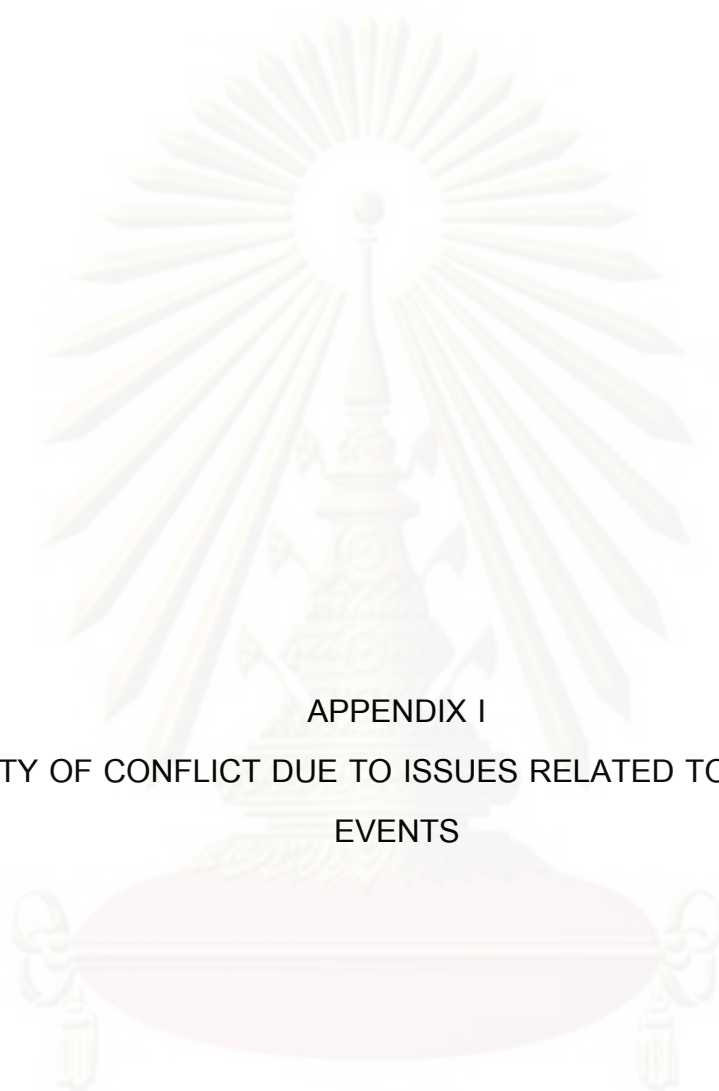 APPENDIX I
TY OF CONFLICT DUE TO ISSUES RELATED TO
EVENTS